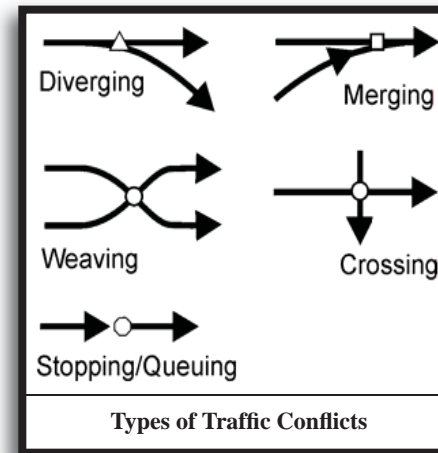 Diverging
Merging
Weaving
Crossing
Stopping/Queuing
Types of Traffic Conflicts